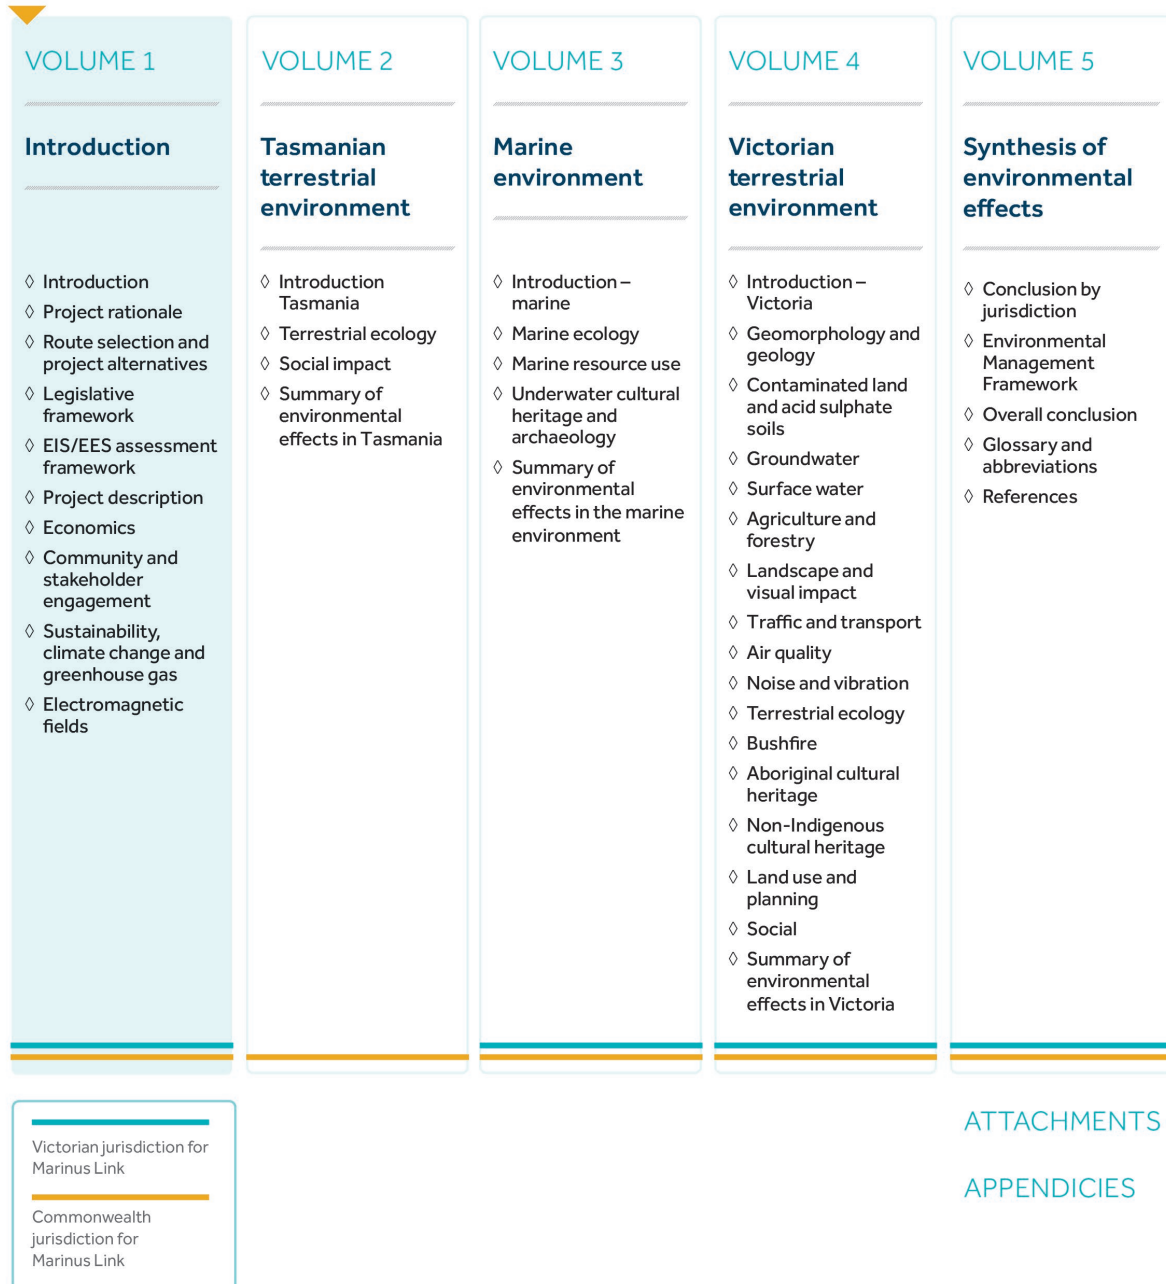 VOLUME 1
Introduction
◊ Introduction
◊ Project rationale
◊ Route selection and
project alternatives
◊ Legislative
framework
◊ EIS/EES assessment
framework
◊ Project description
◊ Economics
◊ Community and
stakeholder
engagement
◊ Sustainability,
climate change and
greenhouse gas
◊ Electromagnetic
fields
VOLUME 2
Tasmanian
terrestrial
environment
◊ Introduction
Tasmania
◊ Terrestrial ecology
◊ Social impact
◊ Summary of
environmental
effects in Tasmania
VOLUME 3
Marine
environment
◊ Introduction –
marine
◊ Marine ecology
◊ Marine resource use
◊ Underwater cultural
heritage and
archaeology
◊ Summary of
environmental
effects in the marine
environment
VOLUME 4
Victorian
terrestrial
environment
◊ Introduction –
Victoria
◊ Geomorphology and
geology
◊ Contaminated land
and acid sulphate
soils
◊ Groundwater
◊ Surface water
◊ Agriculture and
forestry
◊ Landscape and
visual impact
◊ Traffic and transport
◊ Air quality
◊ Noise and vibration
◊ Terrestrial ecology
◊ Bushfire
◊ Aboriginal cultural
heritage
◊ Non-Indigenous
cultural heritage
◊ Land use and
planning
◊ Social
◊ Summary of
environmental
effects in Victoria
VOLUME 5
Synthesis of
environmental
effects
◊ Conclusion by
jurisdiction
◊ Environmental
Management
Framework
◊ Overall conclusion
◊ Glossary and
abbreviations
◊ References
Victorian jurisdiction for
Marinus Link
Commonwealth
jurisdiction for
Marinus Link
ATTACHMENTS
APPENDICIES